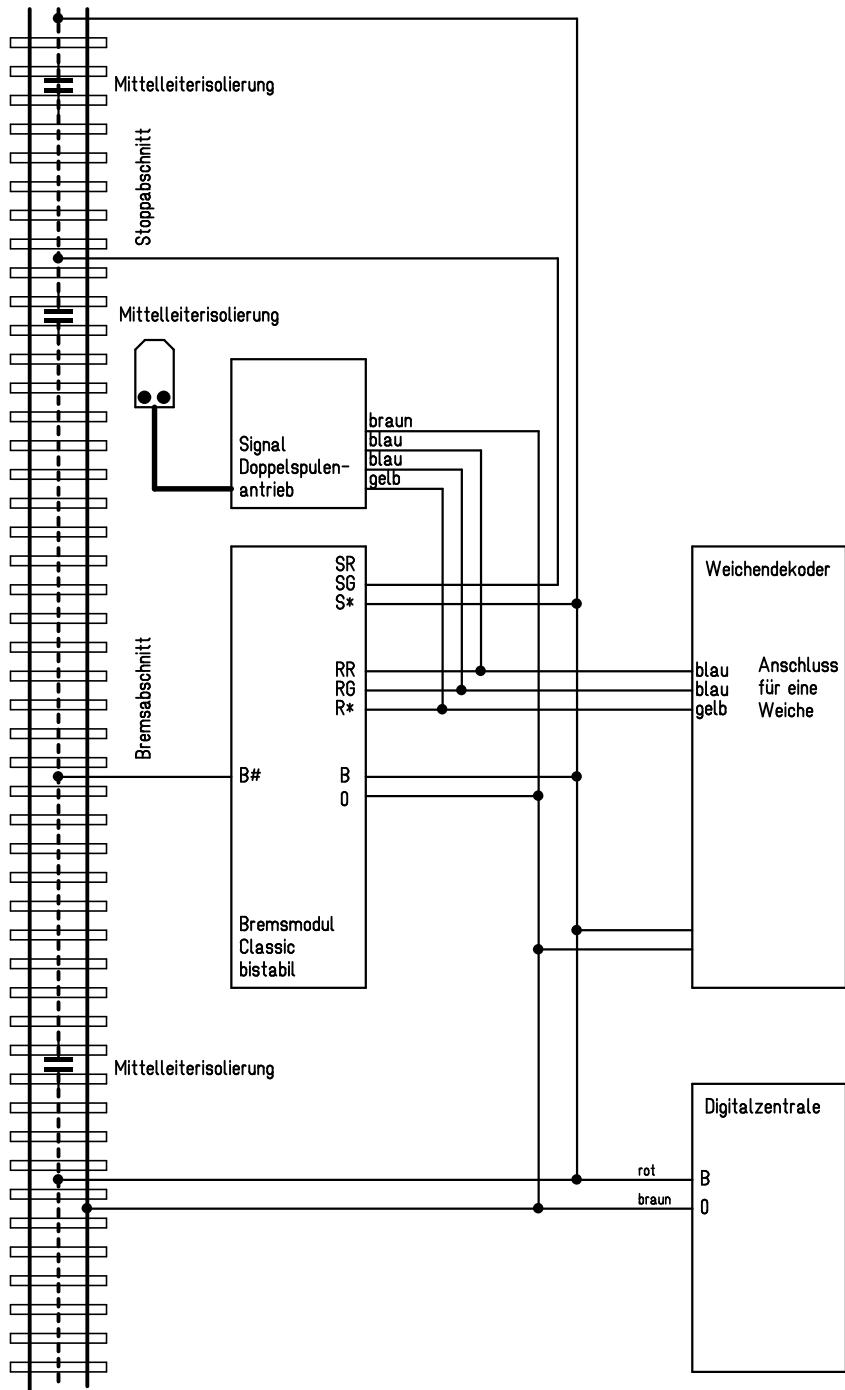 Mittelleiterisolierung
Stoppabschnitt
Mittelleiterisolierung
Signal
Doppelspulen-
antrieb
braun
blau
blau
gelb
SR
SG
S*
RR
RG
R*
B#
B
0
Bremsmodul
Classic
bistabil
Bremsabschnitt
Weichendekoder
blau
blau
gelb
Anschluss
für eine
Weiche
Mittelleiterisolierung
Digitalzentrale
rot
B
braun
0